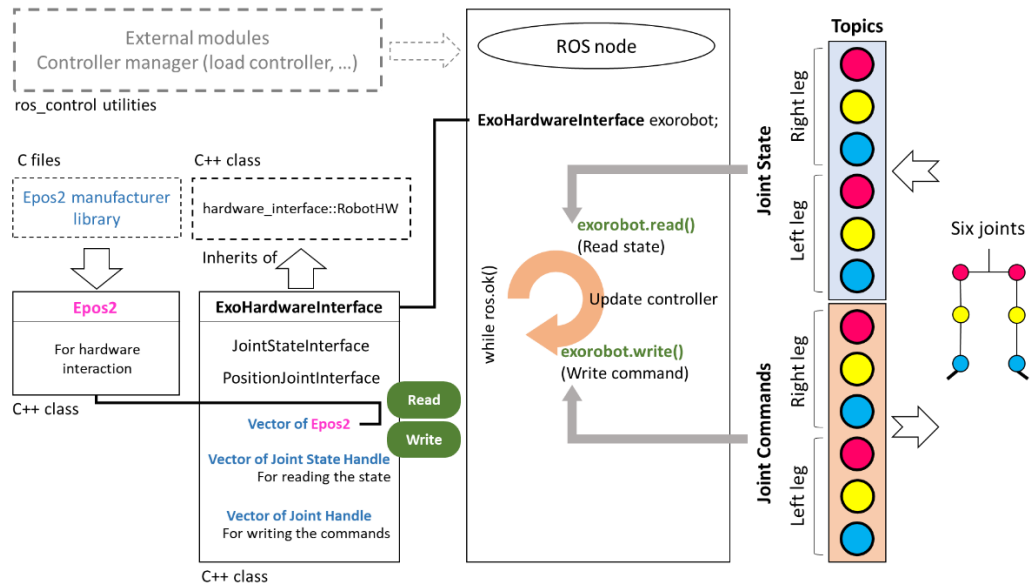 External modules
Controller manager (load controller, ...)
ros_control utilities
C files
Epos2 manufacturer
library
C++ class
hardware_interface::RobotHW
Inherits of
Epos2
For hardware
interaction
C++ class
ExoHardwareInterface
JointStateInterface
PositionJointInterface
Vector of Epos2
Vector of Joint State Handle
For reading the state
Vector of Joint Handle
For writing the commands
C++ class
Read
Write
ROS node
ExoHardwareInterface exorobot;
exorobot.read()
(Read state)
while ros.ok()
Update controller
exorobot.write()
(Write command)
Topics
Joint State
Right leg
Left leg
Joint Commands
Right leg
Left leg
Six joints